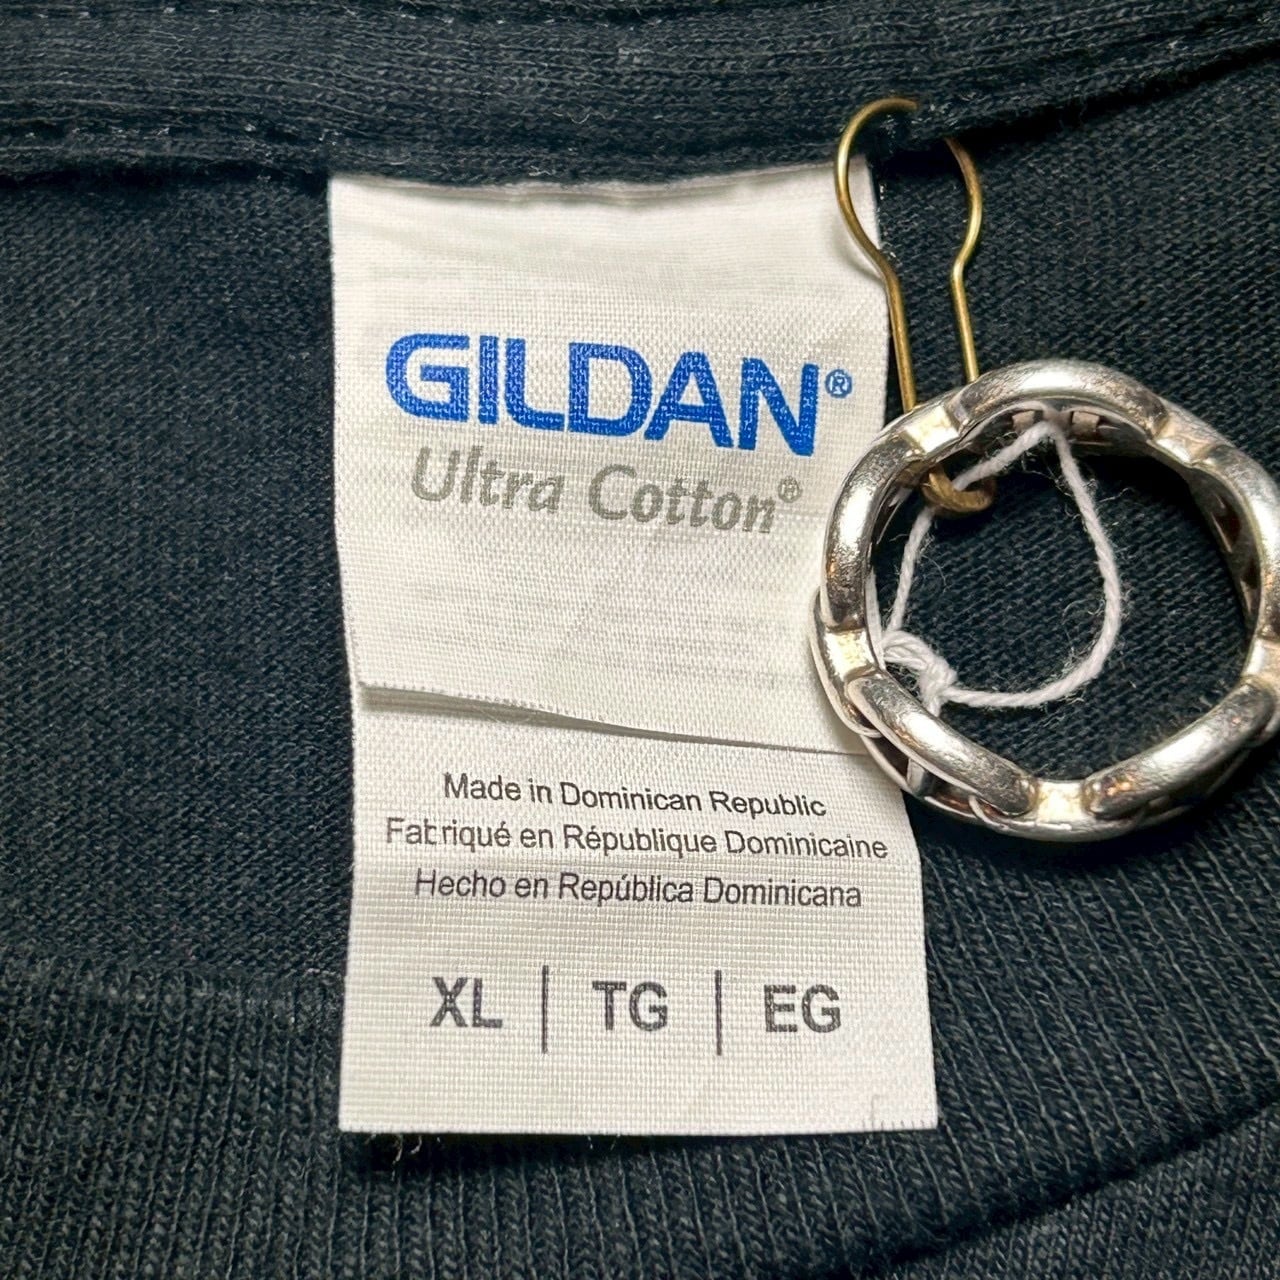 GILDAN®
Ultra Cotton®
Made in Dominican Republic
Fabriqué en République Dominicaine
Hecho en República Dominicana
XL | TG | EG